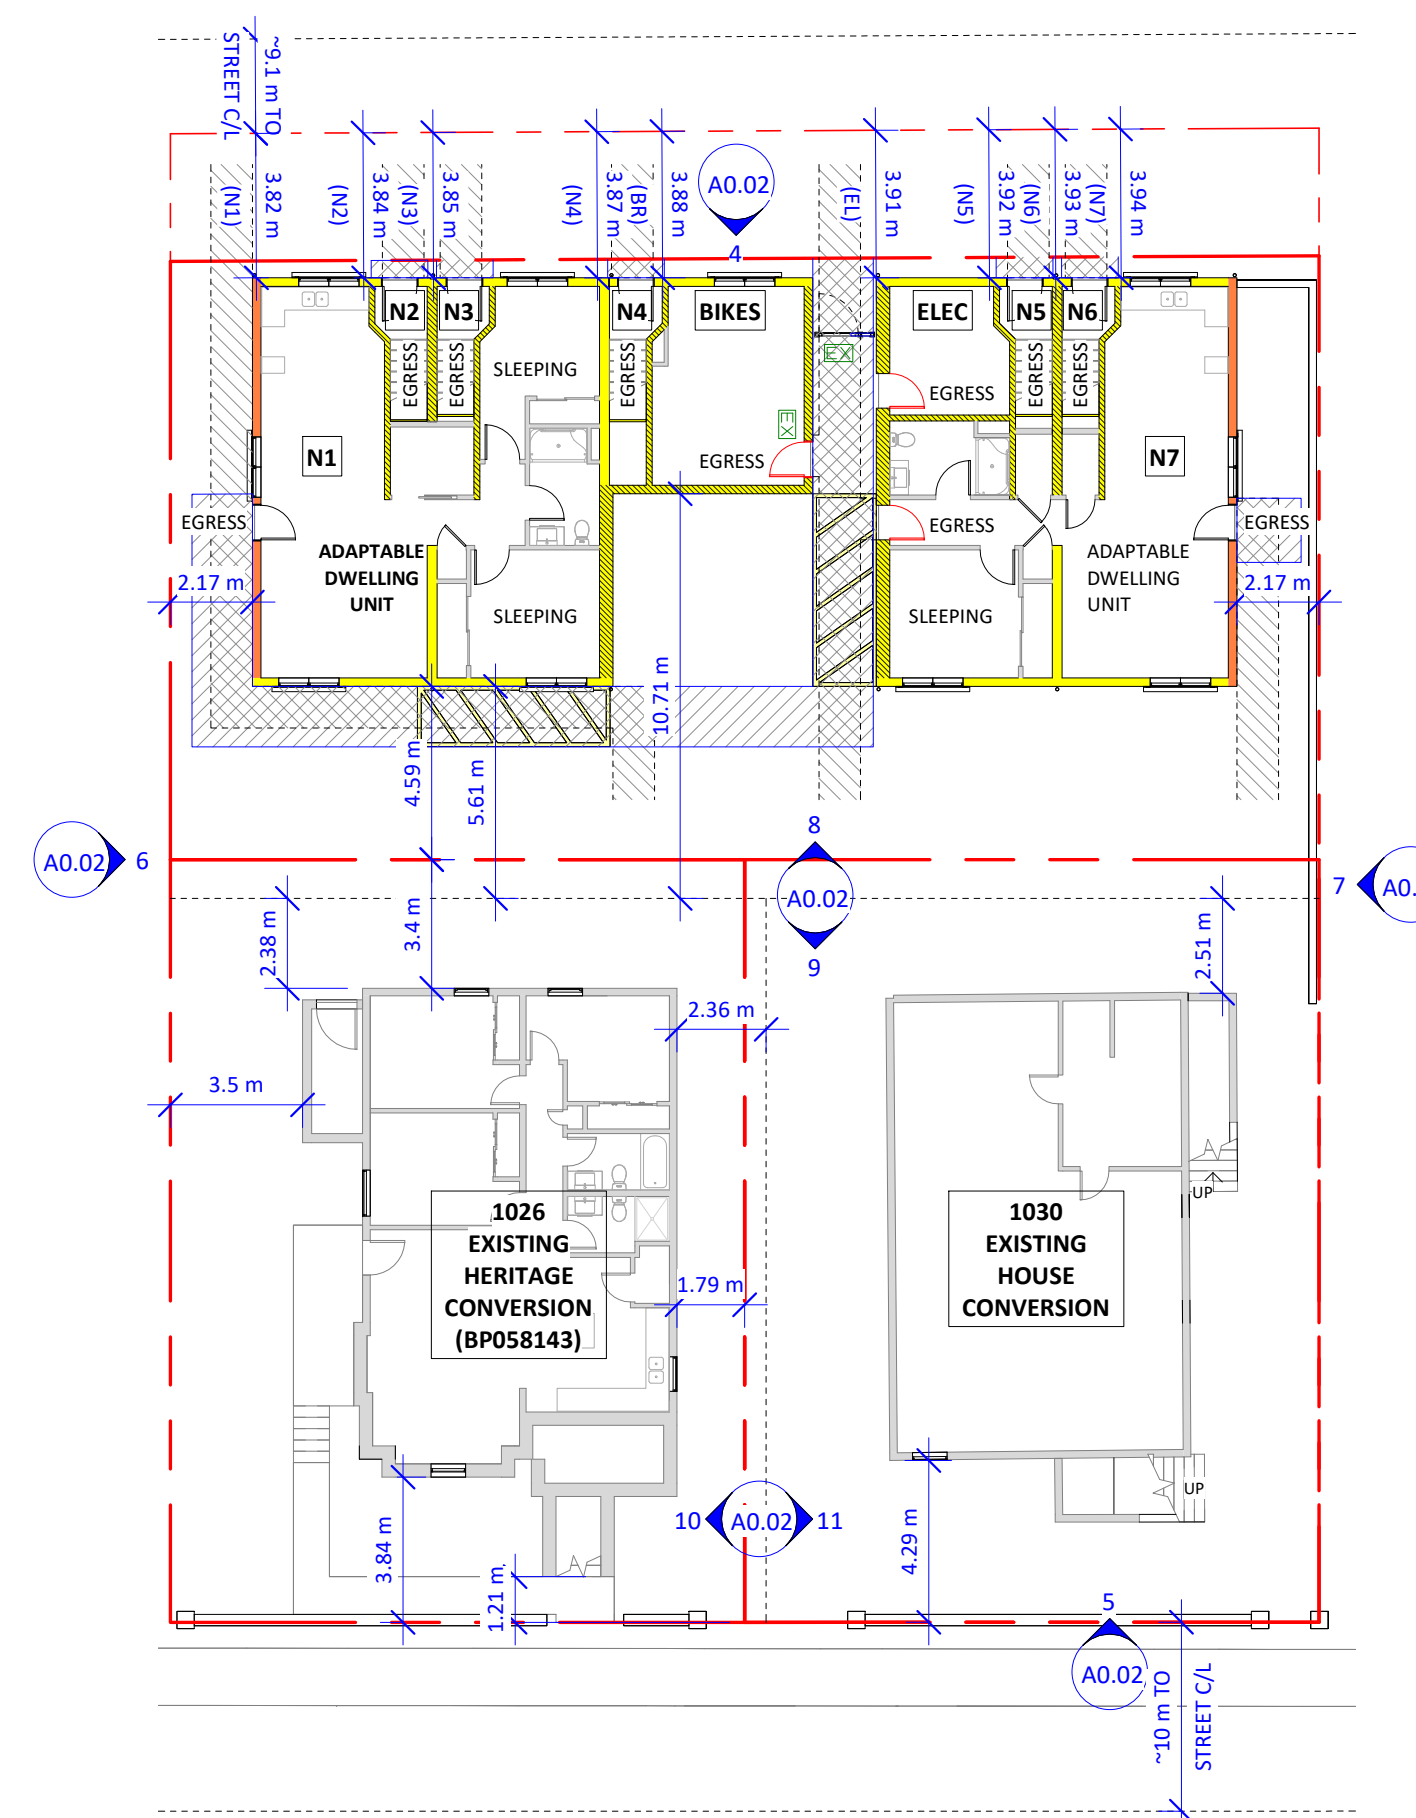 ~9.1 m TO
STREET C/L
(N1)
3.82 m
(N2)
3.84 m
(N3)
3.85 m
(N4)
3.87 m
(BR)
3.88 m
A0.02
4
(EL)
3.91 m
(N5)
3.92 m
(N6)
3.93 m
(N7)
3.94 m
N2
N3
N4
BIKES
ELEC
N5
N6
EGRESS
EGRESS
EGRESS
EGRESS
EGRESS
SLEEPING
EX
EX
EGRESS
EGRESS
N1
N7
EGRESS
EGRESS
EGRESS
ADAPTABLE
DWELLING
UNIT
ADAPTABLE
DWELLING
UNIT
2.17 m
2.17 m
SLEEPING
SLEEPING
4.59 m
5.61 m
10.71 m
A0.02
6
8
A0.02
9
7
A0.
2.38 m
3.4 m
2.51 m
2.36 m
3.5 m
1026
EXISTING
HERITAGE
CONVERSION
(BP058143)
1030
EXISTING
HOUSE
CONVERSION
UP
1.79 m
UP
10
A0.02
11
3.84 m
1.21 m
4.29 m
5
A0.02
~10 m TO
STREET C/L